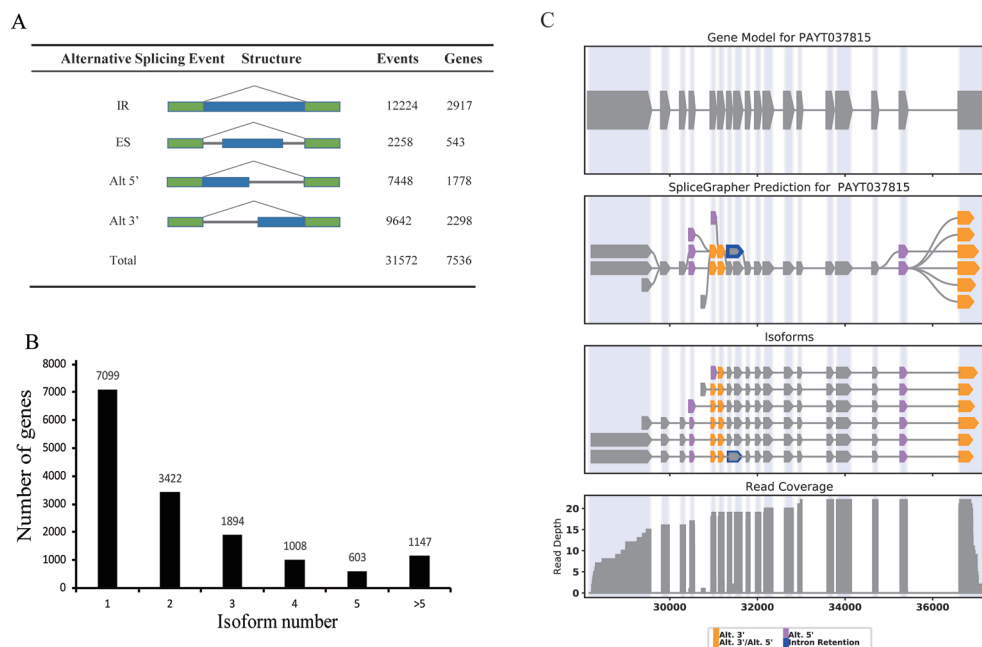 A
Alternative Splicing Event Structure Events Genes
IR 12224 2917
ES 2258 543
Alt 5’ 7448 1778
Alt 3’ 9642 2298
Total 31572 7536
B
Number of genes
8000
7000
6000
5000
4000
3000
2000
1000
0
7099
3422
1894
1008
603
1147
1 2 3 4 5 >5
Isoform number
C
Gene Model for PAYT037815
SpliceGrapher Prediction for PAYT037815
Isoforms
Read Coverage
Read Depth
20
15
10
5
0
30000 32000 34000 36000
Alt. 3' Alt. 5'
Alt. 3'/Alt. 5' Intron Retention